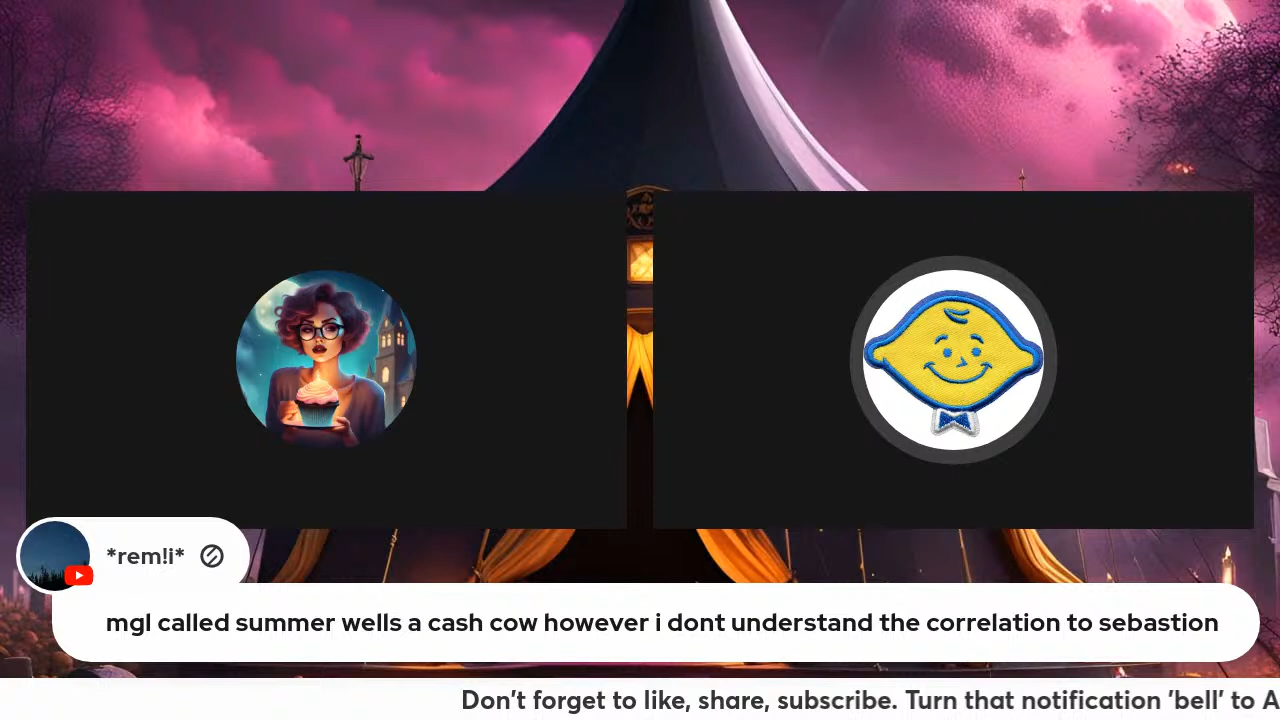 *rem!i*
mgl called summer wells a cash cow however i dont understand the correlation to sebastion
Don't forget to like, share, subscribe. Turn that notification 'bell' to A